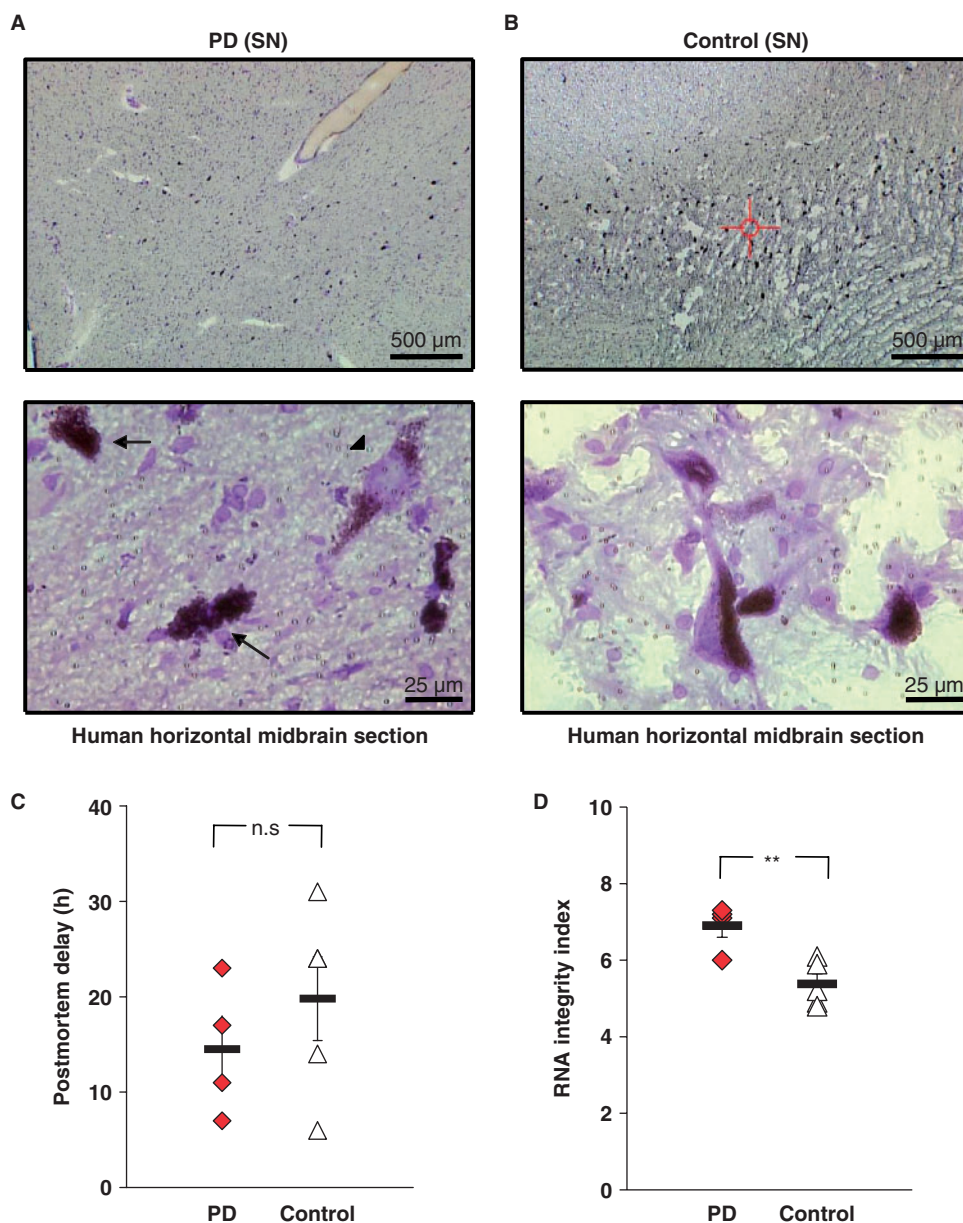 A
PD (SN)
500 µm
B
Control (SN)
500 µm
25 µm
Human horizontal midbrain section
25 µm
Human horizontal midbrain section
C
Postmortem delay (h)
40
30
20
10
0
n.s
PD
Control
D
RNA integrity index
10
8
6
4
2
0
**
PD
Control